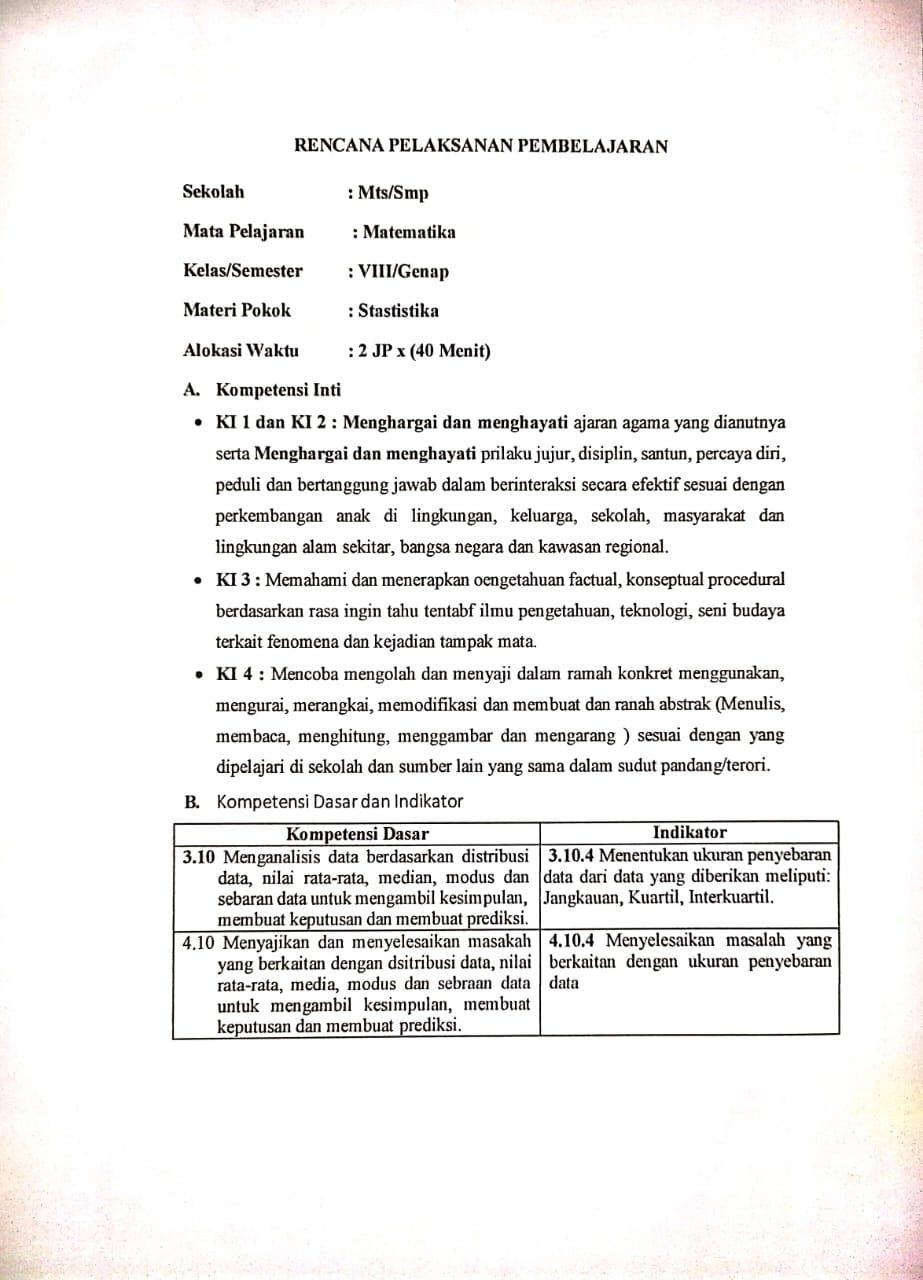 RENCANA PELAKSANAN PEMBELAJARAN
Sekolah : Mts/Smp
Mata Pelajaran : Matematika
Kelas/Semester : VIII/Genap
Materi Pokok : Stastistika
Alokasi Waktu : 2 JP x (40 Menit)
A. Kompetensi Inti
• KI 1 dan KI 2 : Menghargai dan menghayati ajaran agama yang dianutnya
serta Menghargai dan menghayati prilaku jujur, disiplin, santun, percaya diri,
peduli dan bertanggung jawab dalam berinteraksi secara efektif sesuai dengan
perkembangan anak di lingkungan, keluarga, sekolah, masyarakat dan
lingkungan alam sekitar, bangsa negara dan kawasan regional.
• KI 3 : Memahami dan menerapkan oengetahuan factual, konseptual procedural
berdasarkan rasa ingin tahu tentabf ilmu pengetahuan, teknologi, seni budaya
terkait fenomena dan kejadian tampak mata.
• KI 4 : Mencoba mengolah dan menyaji dalam ramah konkret menggunakan,
mengurai, merangkai, memodifikasi dan membuat dan ranah abstrak (Menulis,
membaca, menghitung, menggambar dan mengarang ) sesuai dengan yang
dipelajari di sekolah dan sumber lain yang sama dalam sudut pandang/terori.
B. Kompetensi Dasar dan Indikator
Kompetensi Dasar
Indikator
3.10 Menganalisis data berdasarkan distribusi
data, nilai rata-rata, median, modus dan
sebaran data untuk mengambil kesimpulan,
membuat keputusan dan membuat prediksi.
3.10.4 Menentukan ukuran penyebaran
data dari data yang diberikan meliputi:
Jangkauan, Kuartil, Interkuartil.
4.10 Menyajikan dan menyelesaikan masakah
yang berkaitan dengan dsitribusi data, nilai
rata-rata, media, modus dan sebraan data
untuk mengambil kesimpulan, membuat
keputusan dan membuat prediksi.
4.10.4 Menyelesaikan masalah yang
berkaitan dengan ukuran penyebaran
data